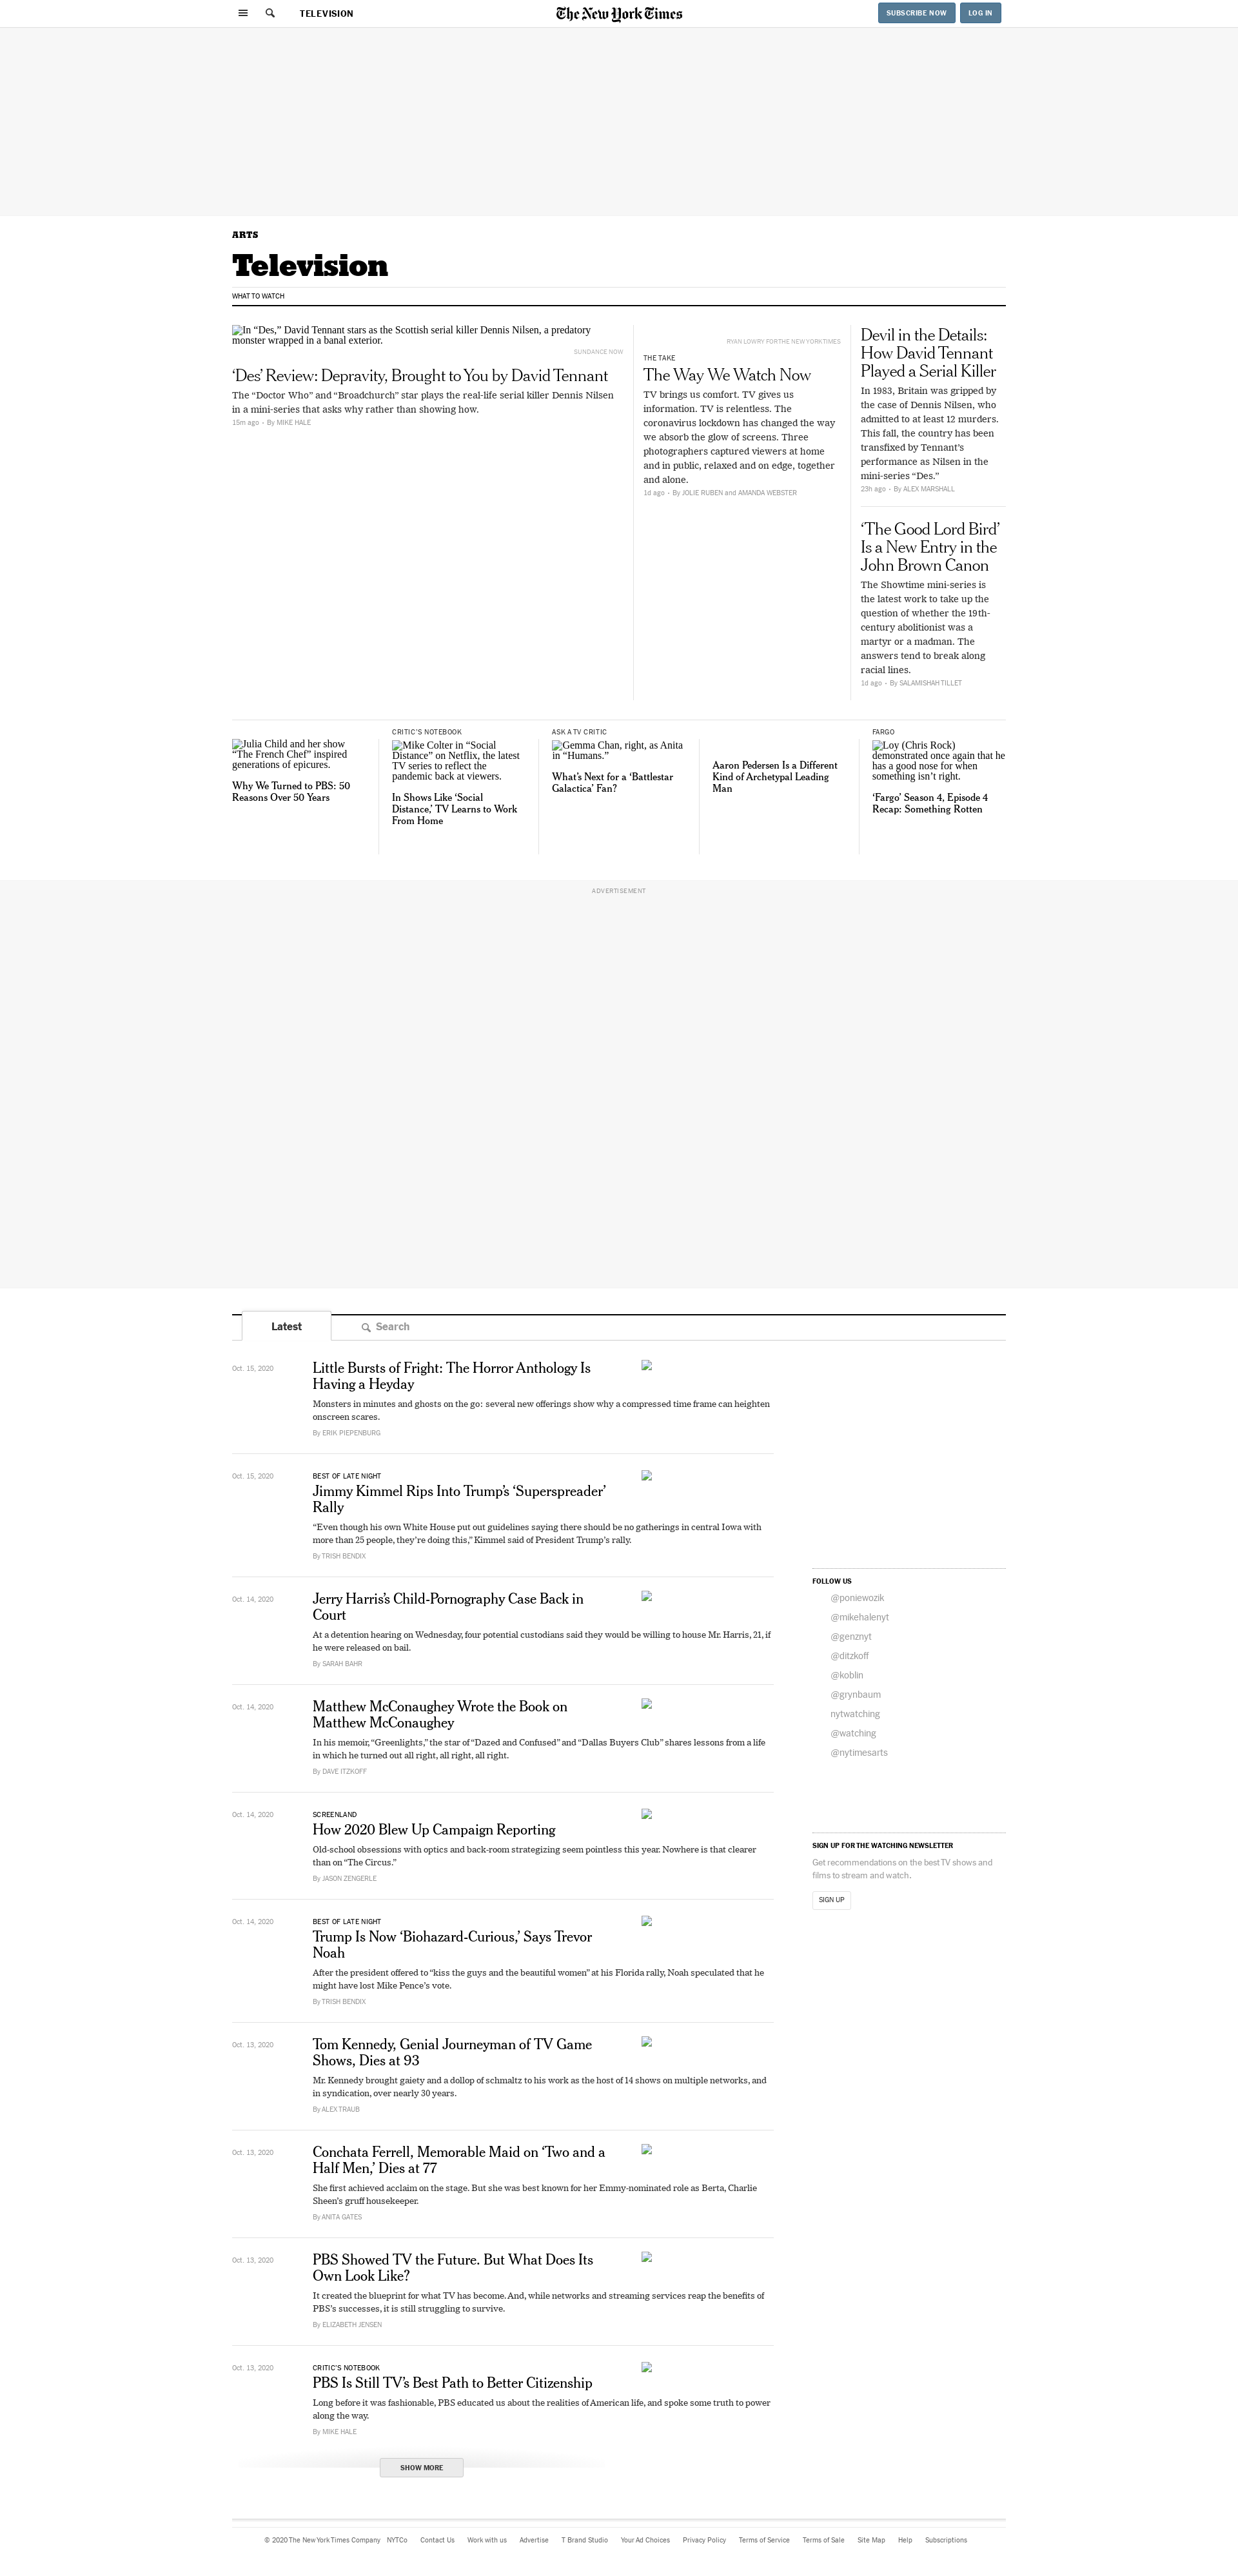 TELEVISION
The New York Times
SUBSCRIBE NOW
LOG IN
ARTS
Television
WHAT TO WATCH
In “Des,” David Tennant stars as the Scottish serial killer Dennis Nilsen, a predatory
monster wrapped in a banal exterior.
SUNDANCE NOW
‘Des’ Review: Depravity, Brought to You by David Tennant
The “Doctor Who” and “Broadchurch” star plays the real-life serial killer Dennis Nilsen
in a mini-series that asks why rather than showing how.
15m ago • By MIKE HALE
RYAN LOWRY FOR THE NEW YORK TIMES
THE TAKE
The Way We Watch Now
TV brings us comfort. TV gives us
information. TV is relentless. The
coronavirus lockdown has changed the way
we absorb the glow of screens. Three
photographers captured viewers at home
and in public, relaxed and on edge, together
and alone.
1d ago • By JOLIE RUBEN and AMANDA WEBSTER
Devil in the Details:
How David Tennant
Played a Serial Killer
In 1983, Britain was gripped by
the case of Dennis Nilsen, who
admitted to at least 12 murders.
This fall, the country has been
transfixed by Tennant’s
performance as Nilsen in the
mini-series “Des.”
23h ago • By ALEX MARSHALL
‘The Good Lord Bird’
Is a New Entry in the
John Brown Canon
The Showtime mini-series is
the latest work to take up the
question of whether the 19th-
century abolitionist was a
martyr or a madman. The
answers tend to break along
racial lines.
1d ago • By SALAMISHAH TILLET
Julia Child and her show
“The French Chef” inspired
generations of epicures.
Why We Turned to PBS: 50
Reasons Over 50 Years
CRITIC’S NOTEBOOK
Mike Colter in “Social
Distance” on Netflix, the latest
TV series to reflect the
pandemic back at viewers.
In Shows Like ‘Social
Distance,’ TV Learns to Work
From Home
ASK A TV CRITIC
Gemma Chan, right, as Anita
in “Humans.”
What’s Next for a ‘Battlestar
Galactica’ Fan?
Aaron Pedersen Is a Different
Kind of Archetypal Leading
Man
FARGO
Loy (Chris Rock)
demonstrated once again that he
has a good nose for when
something isn’t right.
‘Fargo’ Season 4, Episode 4
Recap: Something Rotten
ADVERTISEMENT
Latest
Search
Oct. 15, 2020
Little Bursts of Fright: The Horror Anthology Is
Having a Heyday
Monsters in minutes and ghosts on the go: several new offerings show why a compressed time frame can heighten
onscreen scares.
By ERIK PIEPENBURG
Oct. 15, 2020
BEST OF LATE NIGHT
Jimmy Kimmel Rips Into Trump’s ‘Superspreader’
Rally
“Even though his own White House put out guidelines saying there should be no gatherings in central Iowa with
more than 25 people, they’re doing this,” Kimmel said of President Trump’s rally.
By TRISH BENDIX
Oct. 14, 2020
Jerry Harris’s Child-Pornography Case Back in
Court
At a detention hearing on Wednesday, four potential custodians said they would be willing to house Mr. Harris, 21, if
he were released on bail.
By SARAH BAHR
Oct. 14, 2020
Matthew McConaughey Wrote the Book on
Matthew McConaughey
In his memoir, “Greenlights,” the star of “Dazed and Confused” and “Dallas Buyers Club” shares lessons from a life
in which he turned out all right, all right, all right.
By DAVE ITZKOFF
Oct. 14, 2020
SCREENLAND
How 2020 Blew Up Campaign Reporting
Old-school obsessions with optics and back-room strategizing seem pointless this year. Nowhere is that clearer
than on “The Circus.”
By JASON ZENGERLE
Oct. 14, 2020
BEST OF LATE NIGHT
Trump Is Now ‘Biohazard-Curious,’ Says Trevor
Noah
After the president offered to “kiss the guys and the beautiful women” at his Florida rally, Noah speculated that he
might have lost Mike Pence’s vote.
By TRISH BENDIX
Oct. 13, 2020
Tom Kennedy, Genial Journeyman of TV Game
Shows, Dies at 93
Mr. Kennedy brought gaiety and a dollop of schmaltz to his work as the host of 14 shows on multiple networks, and
in syndication, over nearly 30 years.
By ALEX TRAUB
Oct. 13, 2020
Conchata Ferrell, Memorable Maid on ‘Two and a
Half Men,’ Dies at 77
She first achieved acclaim on the stage. But she was best known for her Emmy-nominated role as Berta, Charlie
Sheen’s gruff housekeeper.
By ANITA GATES
Oct. 13, 2020
PBS Showed TV the Future. But What Does Its
Own Look Like?
It created the blueprint for what TV has become. And, while networks and streaming services reap the benefits of
PBS’s successes, it is still struggling to survive.
By ELIZABETH JENSEN
Oct. 13, 2020
CRITIC’S NOTEBOOK
PBS Is Still TV’s Best Path to Better Citizenship
Long before it was fashionable, PBS educated us about the realities of American life, and spoke some truth to power
along the way.
By MIKE HALE
SHOW MORE
FOLLOW US
@poniewozik
@mikehalenyt
@genznyt
@ditzkoff
@koblin
@grynbaum
nytwatching
@watching
@nytimesarts
SIGN UP FOR THE WATCHING NEWSLETTER
Get recommendations on the best TV shows and
films to stream and watch.
SIGN UP
© 2020 The New York Times Company NYTCo Contact Us Work with us Advertise T Brand Studio Your Ad Choices Privacy Policy Terms of Service Terms of Sale Site Map Help Subscriptions